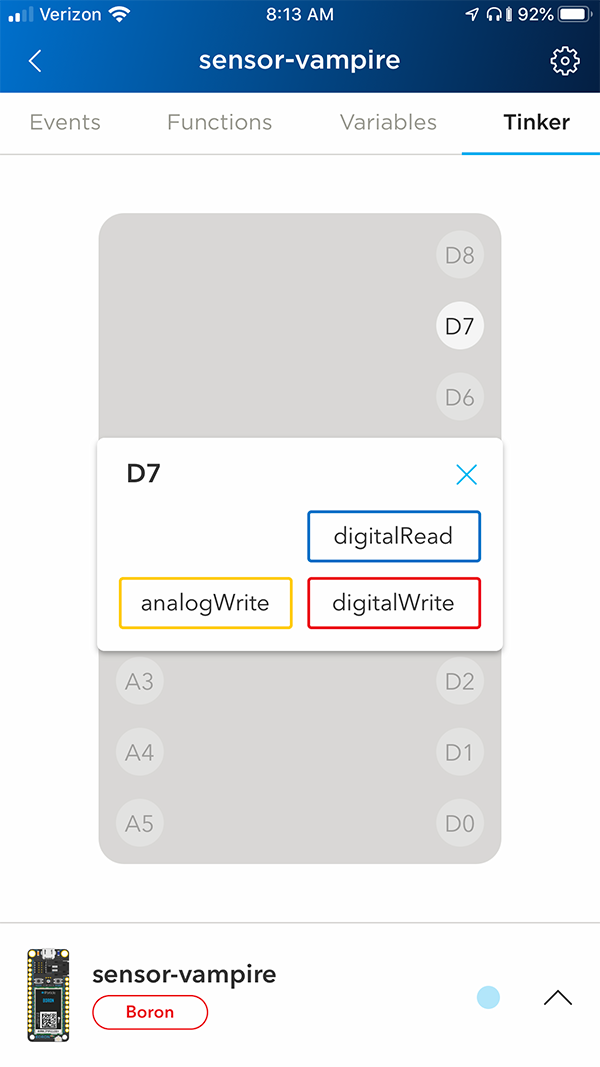 Verizon 8:13 AM 92%
sensor-vampire
Events Functions Variables Tinker
D8
D7
D6
D7
digitalRead
analogWrite digitalWrite
A3 D2
A4 D1
A5 D0
sensor-vampire
Boron